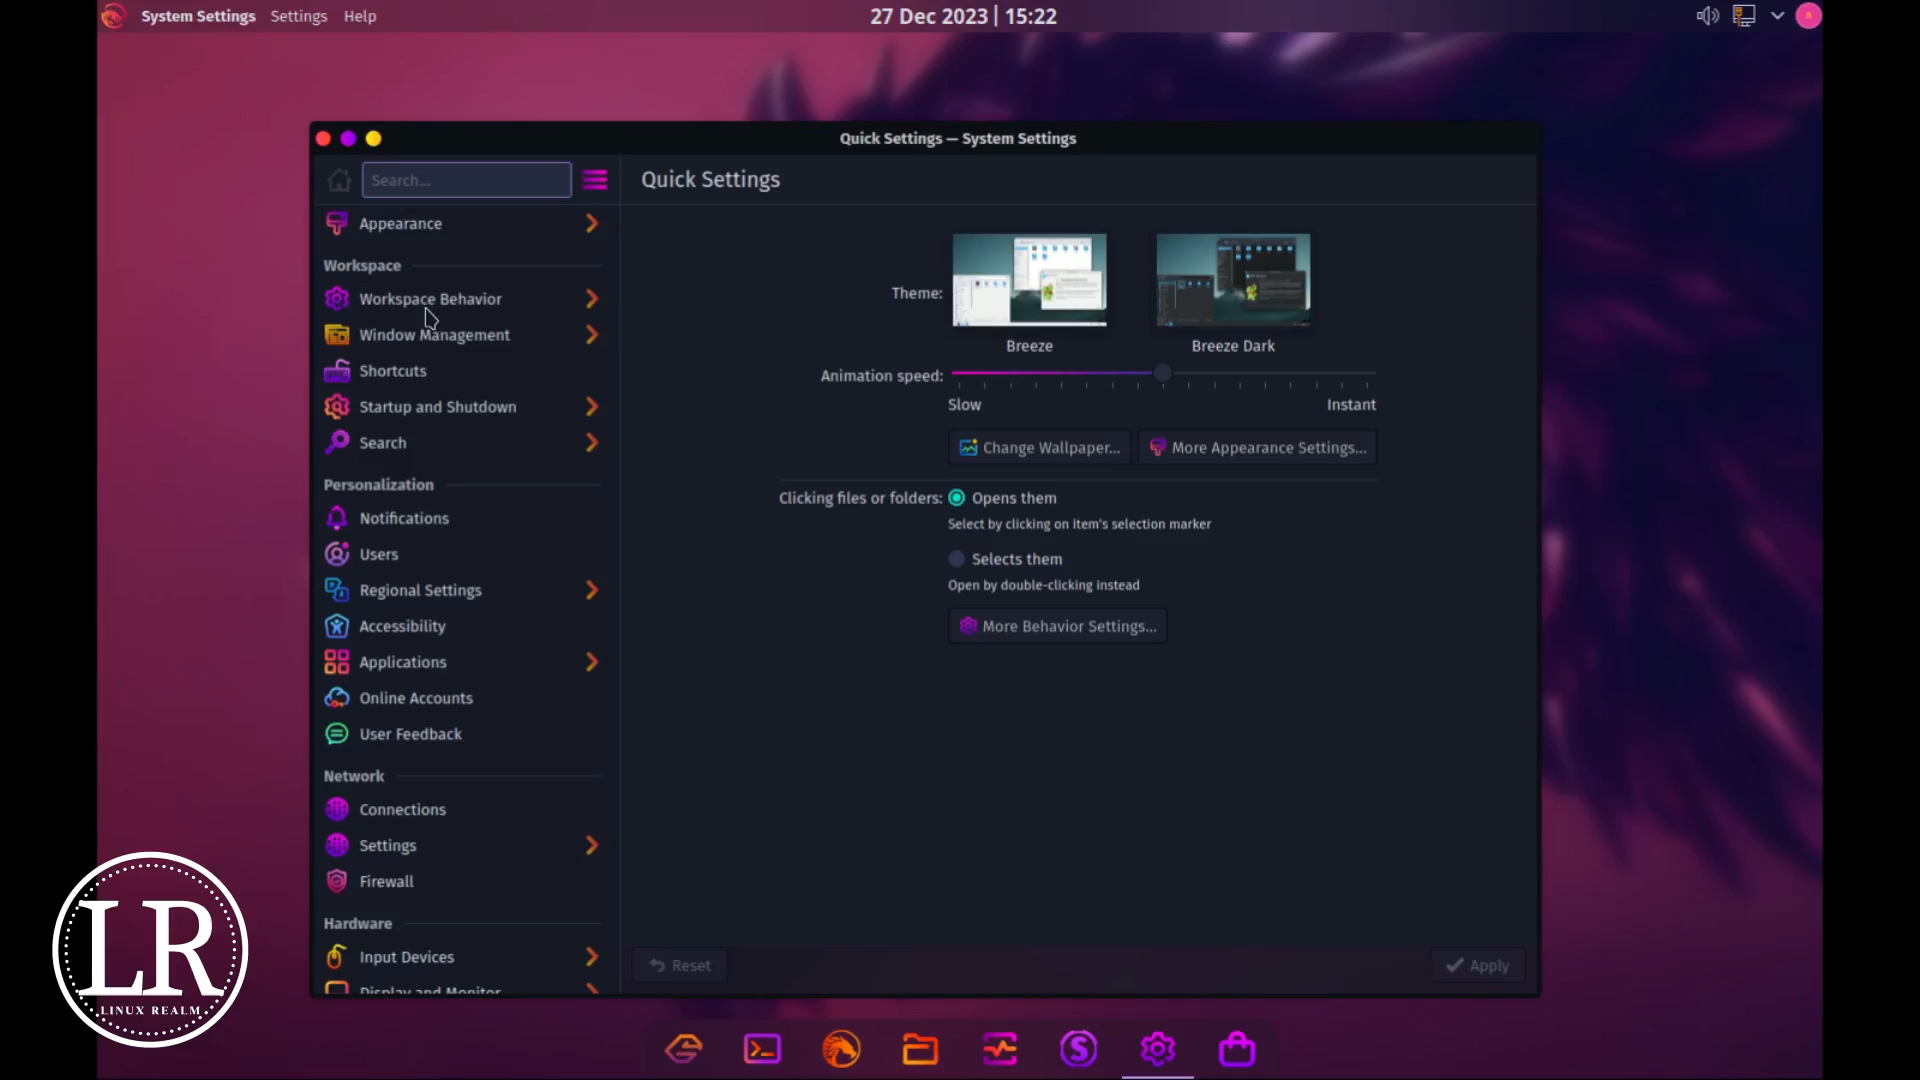 System Settings Settings Help
27 Dec 2023 | 15:22
Quick Settings — System Settings
Search...
Appearance
Workspace
Workspace Behavior
Window Management
Shortcuts
Startup and Shutdown
Search
Personalization
Notifications
Users
Regional Settings
Accessibility
Applications
Online Accounts
User Feedback
Network
Connections
Settings
Firewall
Hardware
Input Devices
Display and Monitor
Quick Settings
Theme:
Breeze
Breeze Dark
Animation speed:
Slow
Instant
Change Wallpaper...
More Appearance Settings...
Clicking files or folders:
Opens them
Select by clicking on item's selection marker
Selects them
Open by double-clicking instead
More Behavior Settings...
Reset
Apply
LR
LINUX REALM